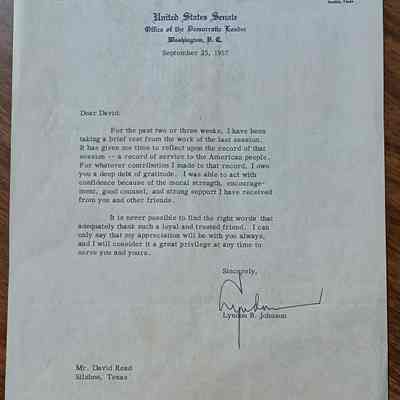 Austin, Texas
United States Senate
Office of the Democratic Leader
Washington, D. C.
September 25, 1957
Dear David:
For the past two or three weeks, I have been
taking a brief rest from the work of the last session.
It has given me time to reflect upon the record of that
session -- a record of service to the American people.
For whatever contribution I made to that record, I owe
you a deep debt of gratitude. I was able to act with
confidence because of the moral strength, encourage-
ment, good counsel, and strong support I have received
from you and other friends.
It is never possible to find the right words that
adequately thank such a loyal and trusted friend. I can
only say that my appreciation will be with you always,
and I will consider it a great privilege at any time to
serve you and yours.
Sincerely,
Lyndon
Lyndon B. Johnson
Mr. David Read
Silsbee, Texas